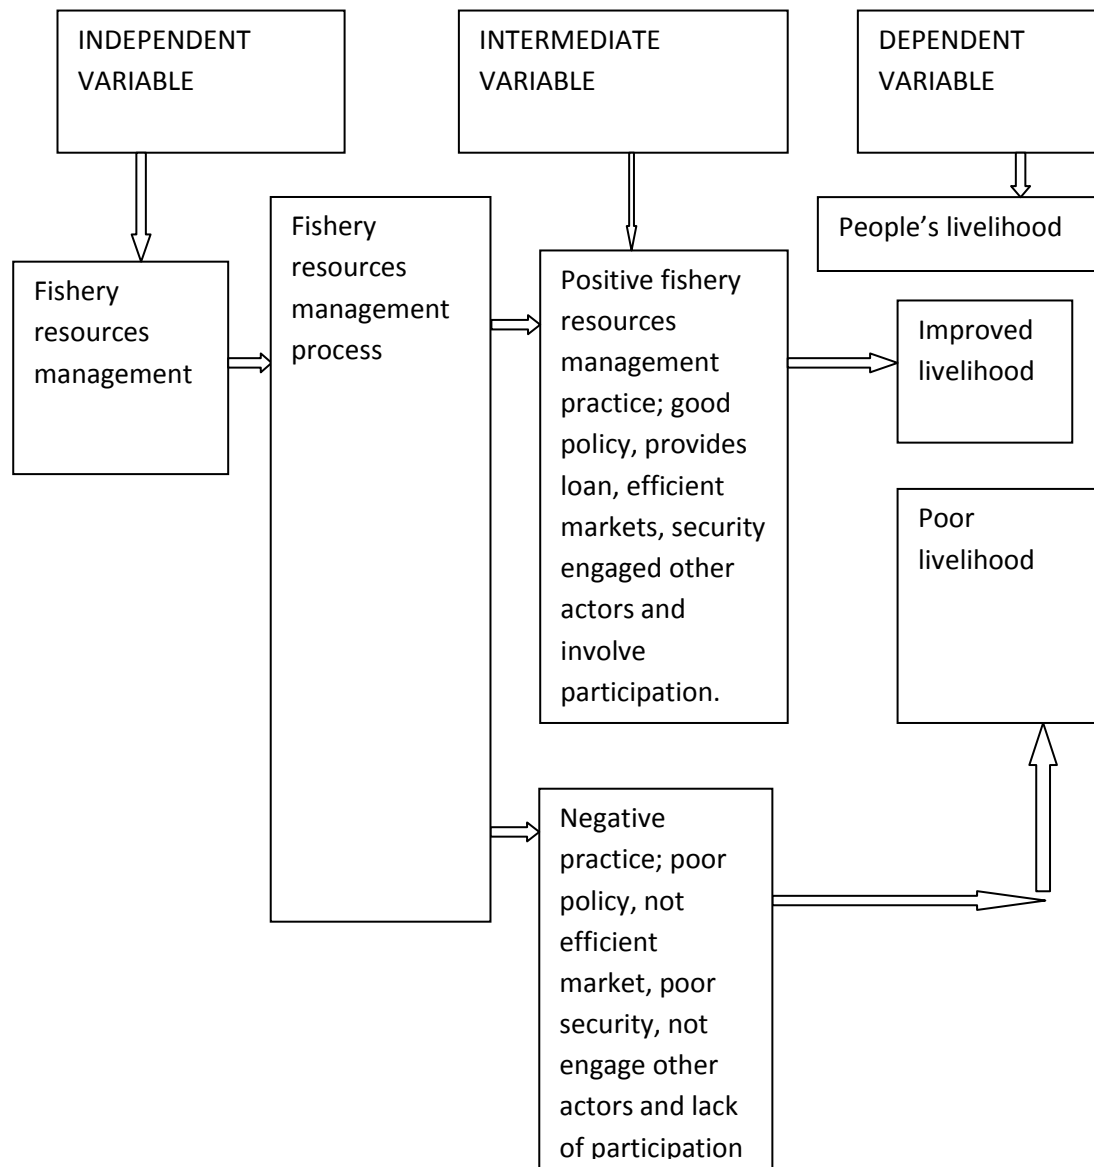 INDEPENDENT
VARIABLE
INTERMEDIATE
VARIABLE
DEPENDENT
VARIABLE
Fishery
resources
management
Fishery
resources
management
process
Positive fishery
resources
management
practice; good
policy, provides
loan, efficient
markets, security
engaged other
actors and
involve
participation.
Negative
practice; poor
policy, not
efficient
market, poor
security, not
engage other
actors and lack
of participation
People’s livelihood
Improved
livelihood
Poor
livelihood